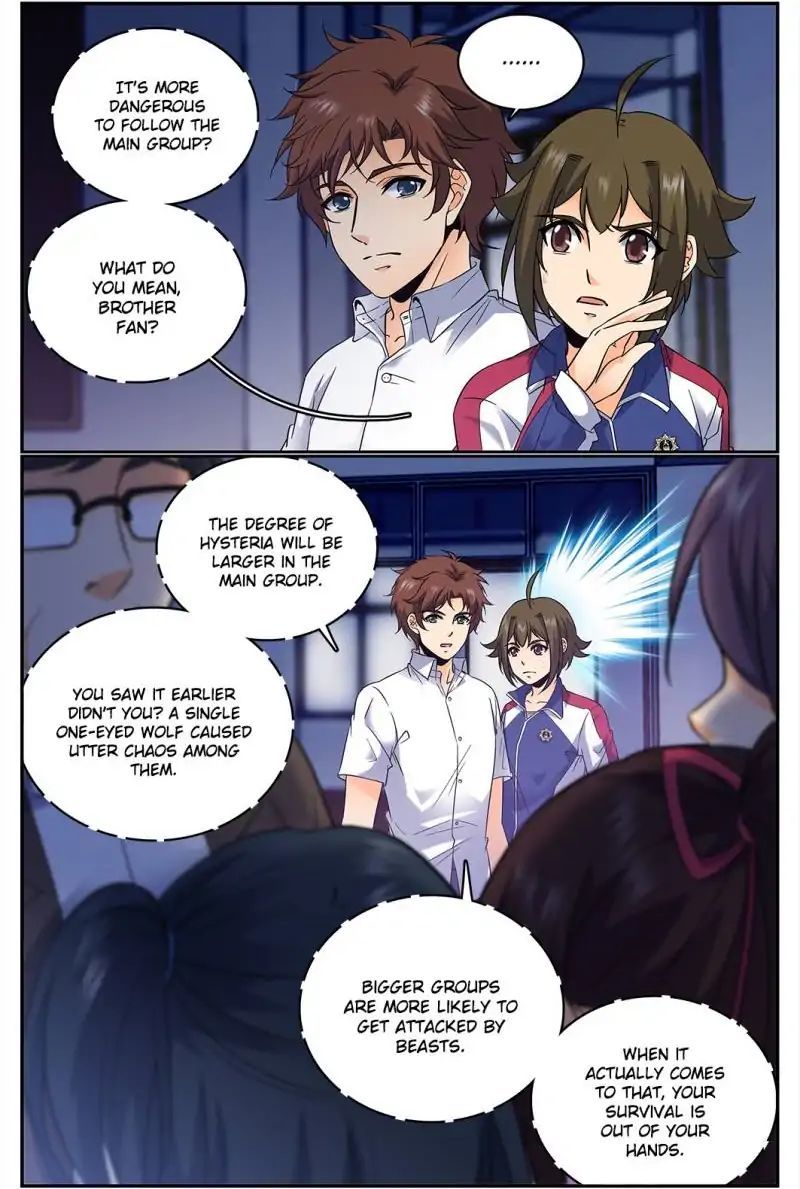 IT'S MORE
DANGEROUS
TO FOLLOW THE
MAIN GROUP?
......
WHAT DO
YOU MEAN,
BROTHER
FAN?
THE DEGREE OF
HYSTERIA WILL BE
LARGER IN THE
MAIN GROUP.
YOU SAW IT EARLIER
DIDN'T YOU? A SINGLE
ONE-EYED WOLF CAUSED
UTTER CHAOS AMONG
THEM.
BIGGER GROUPS
ARE MORE LIKELY TO
GET ATTACKED BY
BEASTS.
WHEN IT
ACTUALLY COMES
TO THAT, YOUR
SURVIVAL IS
OUT OF YOUR
HANDS.